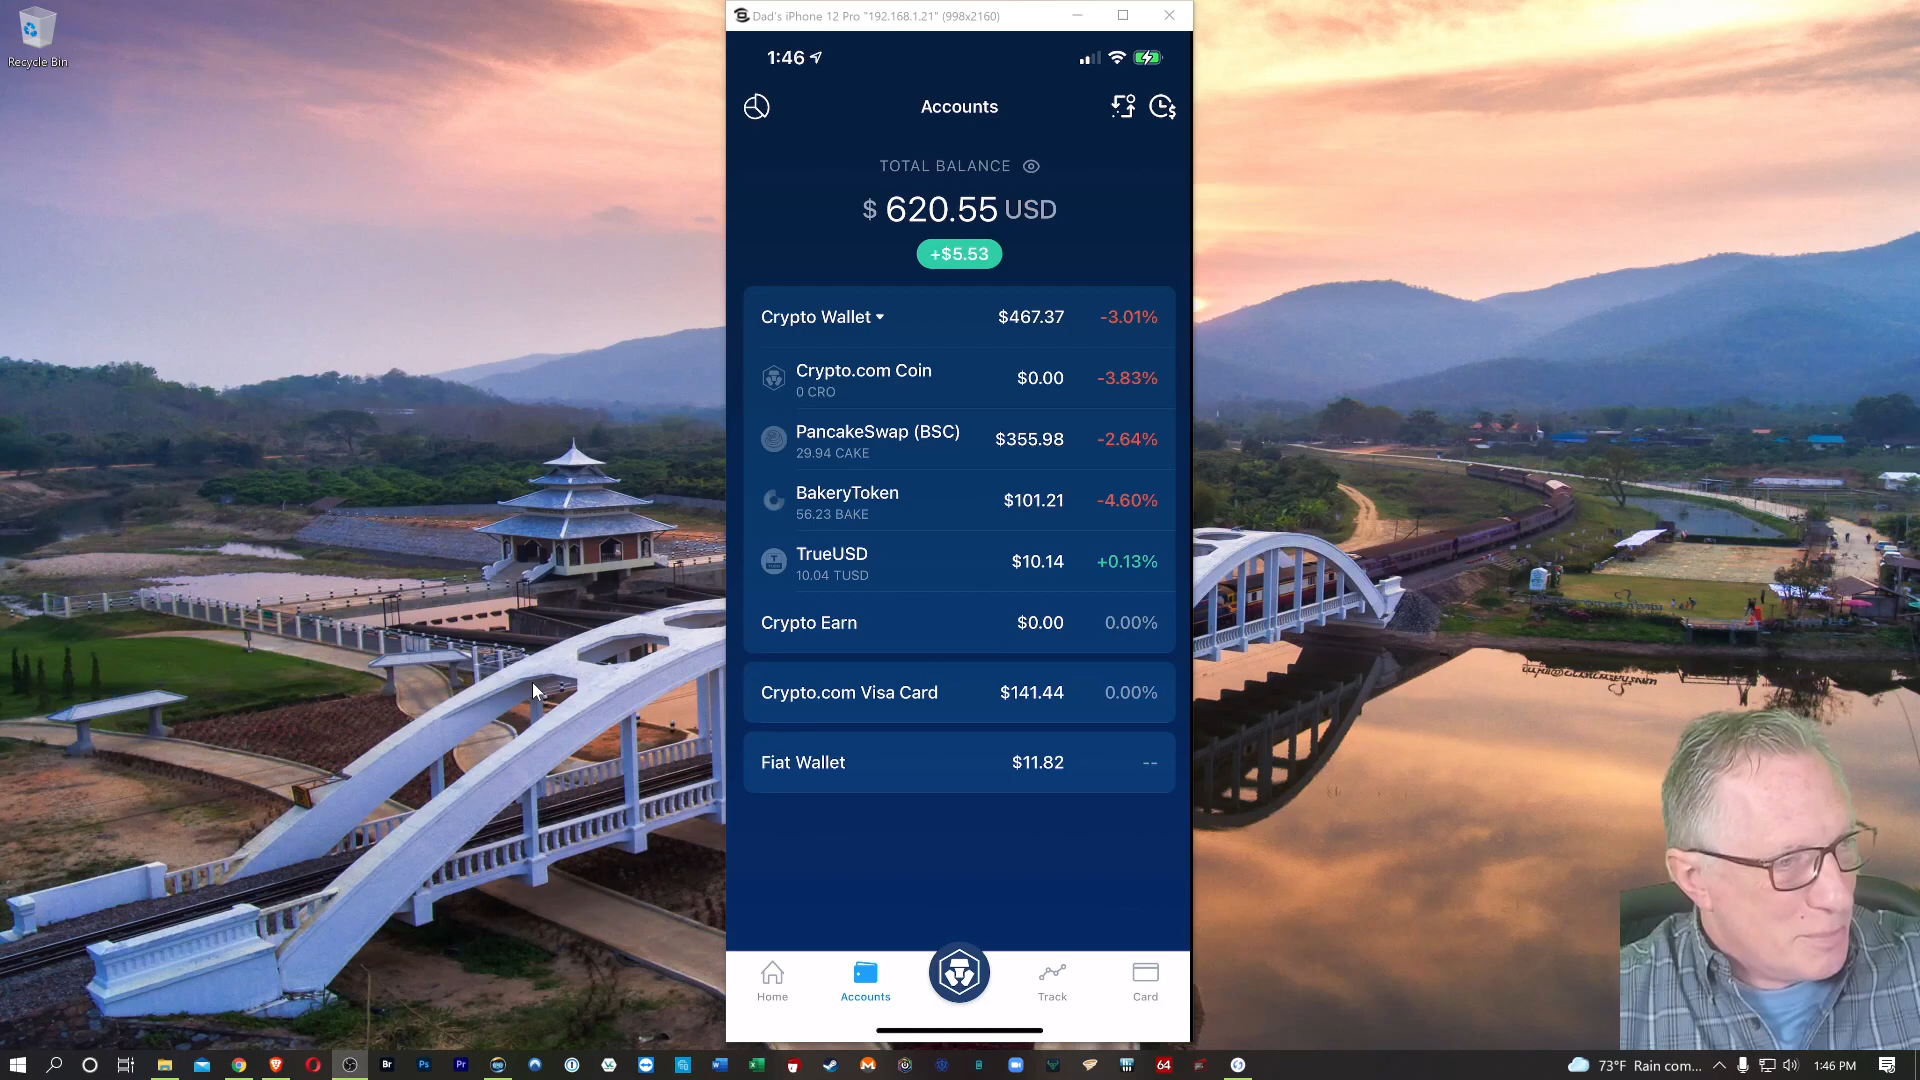 Recycle Bin
Dad's iPhone 12 Pro "192.168.1.21" (998x2160)
1:46
Accounts
TOTAL BALANCE
$ 620.55 USD
+$5.53
Crypto Wallet $467.37 -3.01%
Crypto.com Coin $0.00 -3.83%
0 CRO
PancakeSwap (BSC) $355.98 -2.64%
29.94 CAKE
BakeryToken $101.21 -4.60%
56.23 BAKE
TrueUSD $10.14 +0.13%
10.04 TUSD
Crypto Earn $0.00 0.00%
Crypto.com Visa Card $141.44 0.00%
Fiat Wallet $11.82 --
Home Accounts Track Card
Br Ps Pr 64 73°F Rain com... 1:46 PM